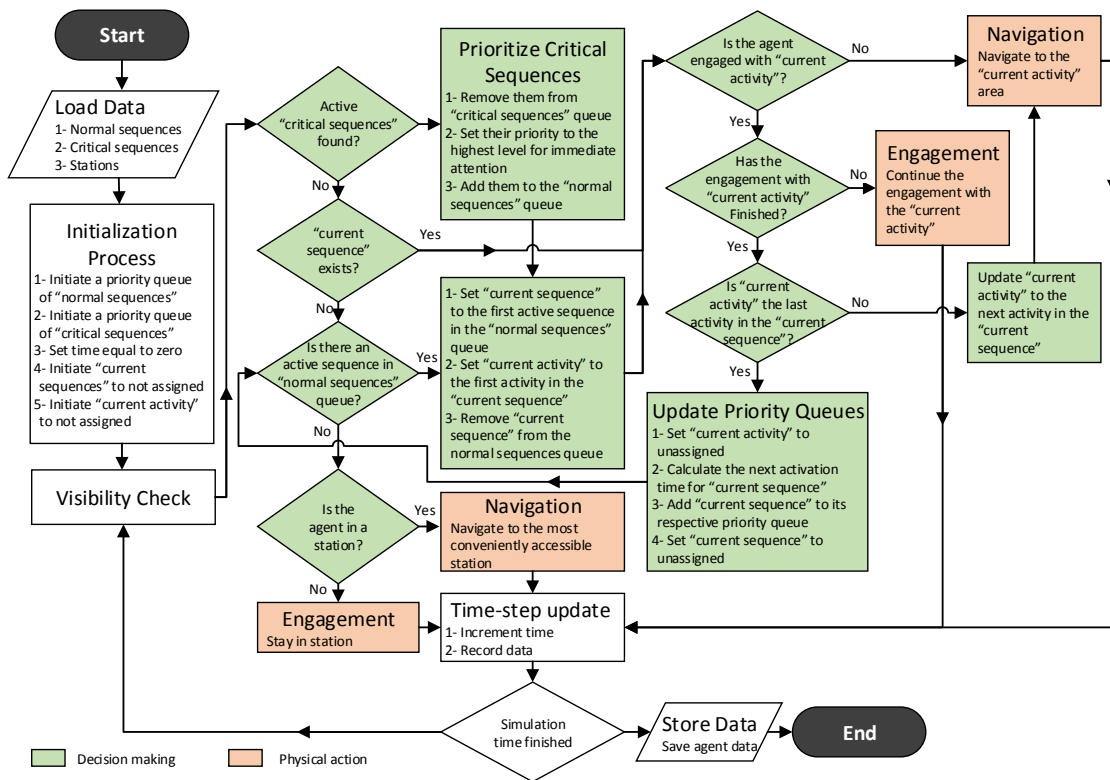 Start
Load Data
1- Normal sequences
2- Critical sequences
3- Stations
Initialization
Process
1- Initiate a priority queue
of “normal sequences”
2- Initiate a priority queue
of “critical sequences”
3- Set time equal to zero
4- Initiate “current
sequences” to not assigned
5- Initiate “current activity”
to not assigned
Visibility Check
Active
“critical sequences”
found?
No
“current
sequence”
exists?
Yes
No
Is there an
active sequence in
“normal sequences”
queue?
Yes
No
Is the
agent in a
station?
Yes
No
Engagement
Stay in station
Prioritize Critical
Sequences
1- Remove them from
“critical sequences” queue
2- Set their priority to the
highest level for immediate
attention
3- Add them to the “normal
sequences” queue
1- Set “current sequence”
to the first active sequence
in the “normal sequences”
queue
2- Set “current activity” to
the first activity in the
“current sequence”
3- Remove “current
sequence” from the
normal sequences queue
Navigation
Navigate to the most
conveniently accessible
station
Time-step update
1- Increment time
2- Record data
Simulation
time finished
Is the agent
engaged with “current
activity”?
No
Yes
Has the
engagement with
“current activity”
Finished?
No
Yes
Is “current
activity” the last
activity in the “current
sequence”?
No
Yes
Update Priority Queues
1- Set “current activity” to
unassigned
2- Calculate the next activation
time for “current sequence”
3- Add “current sequence” to its
respective priority queue
4- Set “current sequence” to
unassigned
Navigation
Navigate to the
“current activity”
area
Engagement
Continue the
engagement with
the “current
activity”
Update “current
activity” to the
next activity in the
“current
sequence”
Store Data
Save agent data
End
Decision making
Physical action